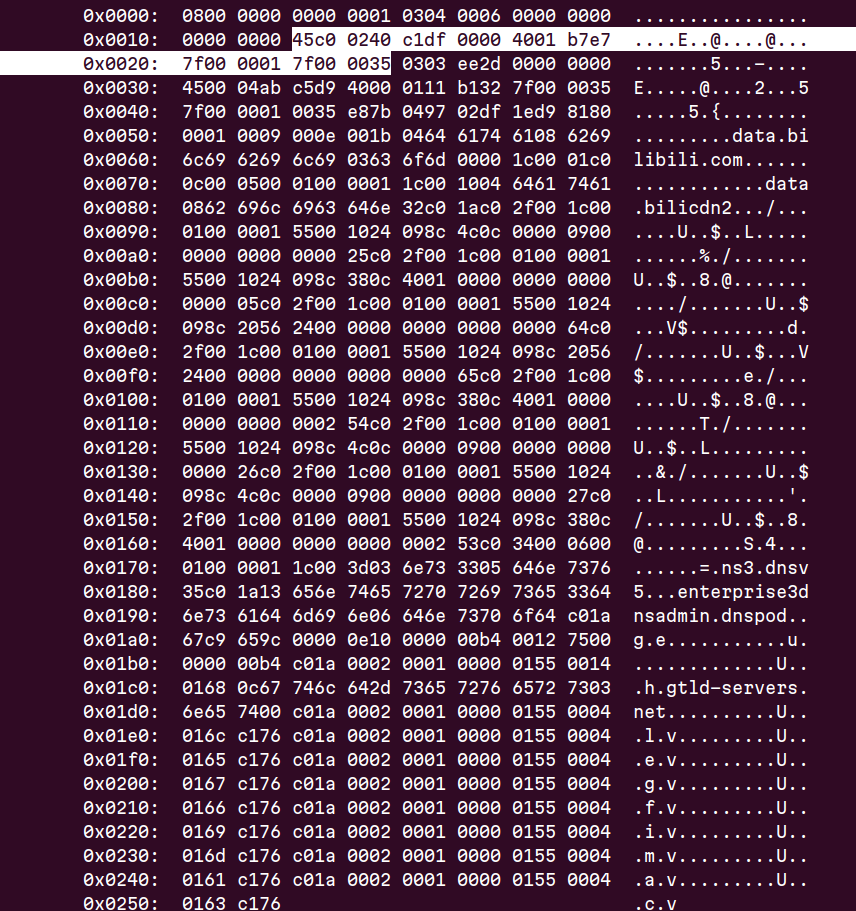 0x0000:  0800 0000 0000 0001 0304 0006 0000 0000  ................
0x0010:  0000 0000 45c0 0240 c1df 0000 4001 b7e7  ....E..@....@...
0x0020:  7f00 0001 7f00 0035 0303 ee2d 0000 0000  .......5...-....
0x0030:  4500 04ab c5d9 4000 0111 b132 7f00 0035  E.....@....2...5
0x0040:  7f00 0001 0035 e87b 0497 02df 1ed9 8180  .....5.{........
0x0050:  0001 0009 000e 001b 0464 6174 6108 6269  .........data.bi
0x0060:  6c69 6269 6c69 0363 6f6d 0000 1c00 01c0  libili.com......
0x0070:  0c00 0500 0100 0001 1c00 1004 6461 7461  ............data
0x0080:  0862 696c 6963 646e 32c0 1ac0 2f00 1c00  .bilicdn2.../...
0x0090:  0100 0001 5500 1024 098c 4c0c 0000 0900  ....U..$..L.....
0x00a0:  0000 0000 0000 25c0 2f00 1c00 0100 0001  ......%./.......
0x00b0:  5500 1024 098c 380c 4001 0000 0000 0000  U..$..8.@.......
0x00c0:  0000 05c0 2f00 1c00 0100 0001 5500 1024  ..../.......U..$
0x00d0:  098c 2056 2400 0000 0000 0000 0000 64c0  ...V$.........d.
0x00e0:  2f00 1c00 0100 0001 5500 1024 098c 2056  /.......U..$...V
0x00f0:  2400 0000 0000 0000 0000 65c0 2f00 1c00  $.........e./...
0x0100:  0100 0001 5500 1024 098c 380c 4001 0000  ....U..$..8.@...
0x0110:  0000 0000 0002 54c0 2f00 1c00 0100 0001  ......T./.......
0x0120:  5500 1024 098c 4c0c 0000 0900 0000 0000  U..$..L.........
0x0130:  0000 26c0 2f00 1c00 0100 0001 5500 1024  ..&./.......U..$
0x0140:  098c 4c0c 0000 0900 0000 0000 0000 27c0  ..L...........'.
0x0150:  2f00 1c00 0100 0001 5500 1024 098c 380c  /.......U..$..8.
0x0160:  4001 0000 0000 0000 0002 53c0 3400 0600  @.........S.4...
0x0170:  0100 0001 1c00 3d03 6e73 3305 646e 7376  ......=.ns3.dnsv
0x0180:  35c0 1a13 656e 7465 7270 7269 7365 3364  5...enterprise3d
0x0190:  6e73 6164 6d69 6e06 646e 7370 6f64 c01a  nsadmin.dnspod..
0x01a0:  67c9 659c 0000 0e10 0000 00b4 0012 7500  g.e...........u.
0x01b0:  0000 00b4 c01a 0002 0001 0000 0155 0014  .............U..
0x01c0:  0168 0c67 746c 642d 7365 7276 6572 7303  .h.gtld-servers.
0x01d0:  6e65 7400 c01a 0002 0001 0000 0155 0004  net..........U..
0x01e0:  016c c176 c01a 0002 0001 0000 0155 0004  .l.v.........U..
0x01f0:  0165 c176 c01a 0002 0001 0000 0155 0004  .e.v.........U..
0x0200:  0167 c176 c01a 0002 0001 0000 0155 0004  .g.v.........U..
0x0210:  0166 c176 c01a 0002 0001 0000 0155 0004  .f.v.........U..
0x0220:  0169 c176 c01a 0002 0001 0000 0155 0004  .i.v.........U..
0x0230:  016d c176 c01a 0002 0001 0000 0155 0004  .m.v.........U..
0x0240:  0161 c176 c01a 0002 0001 0000 0155 0004  .a.v.........U..
0x0250:  0163 c176  .c.v